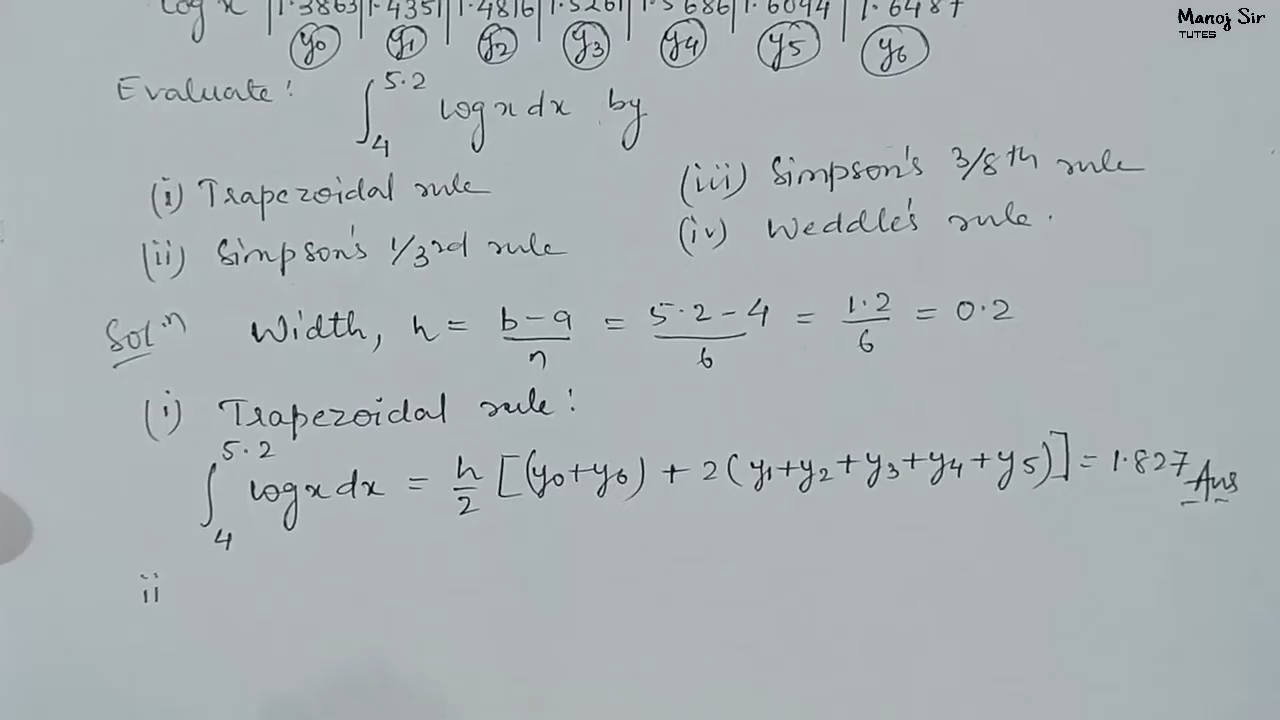 Manoj Sir
TUTES
log x | 1.3863 | 1.4351 | 1.4816 | 1.5261 | 1.5686 | 1.6094 | 1.6487
y₀ y₁ y₂ y₃ y₄ y₅ y₆
Evaluate: ∫₄^5.2 log x dx by
(i) Trapezoidal rule
(ii) Simpson's 1/3rd rule
(iii) Simpson's 3/8th rule
(iv) Weddle's rule.
Solⁿ Width, h = (b-a)/n = (5.2-4)/6 = 1.2/6 = 0.2
(i) Trapezoidal rule:
∫₄^5.2 log x dx = h/2 [(y₀+y₆) + 2(y₁+y₂+y₃+y₄+y₅)] = 1.827 Ans
ii